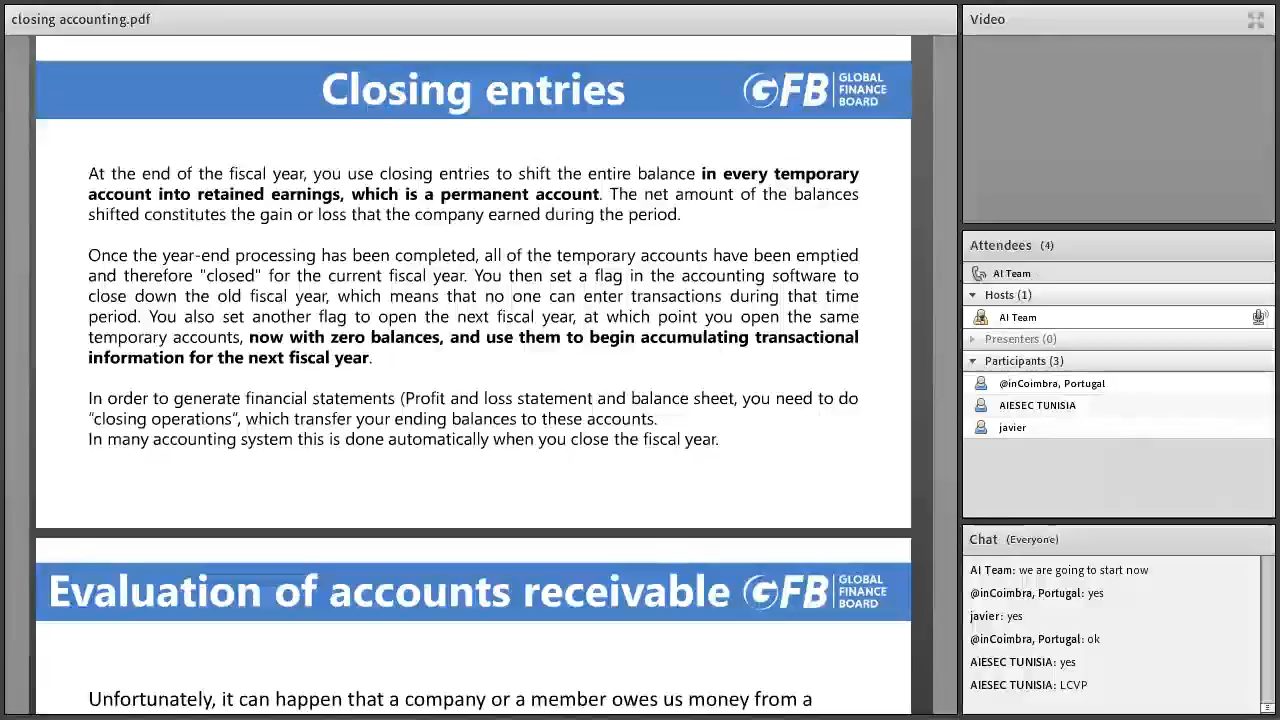 closing accounting.pdf
Closing entries
GFB GLOBAL
FINANCE
BOARD
At the end of the fiscal year, you use closing entries to shift the entire balance in every temporary
account into retained earnings, which is a permanent account. The net amount of the balances
shifted constitutes the gain or loss that the company earned during the period.
Once the year-end processing has been completed, all of the temporary accounts have been emptied
and therefore "closed" for the current fiscal year. You then set a flag in the accounting software to
close down the old fiscal year, which means that no one can enter transactions during that time
period. You also set another flag to open the next fiscal year, at which point you open the same
temporary accounts, now with zero balances, and use them to begin accumulating transactional
information for the next fiscal year.
In order to generate financial statements (Profit and loss statement and balance sheet, you need to do
“closing operations“, which transfer your ending balances to these accounts.
In many accounting system this is done automatically when you close the fiscal year.
Evaluation of accounts receivable
GFB GLOBAL
FINANCE
BOARD
Unfortunately, it can happen that a company or a member owes us money from a
Video
Attendees (4)
AI Team
Hosts (1)
AI Team
Presenters (0)
Participants (3)
@inCoimbra, Portugal
AIESEC TUNISIA
javier
Chat (Everyone)
AI Team: we are going to start now
@inCoimbra, Portugal: yes
javier: yes
@inCoimbra, Portugal: ok
AIESEC TUNISIA: yes
AIESEC TUNISIA: LCVP